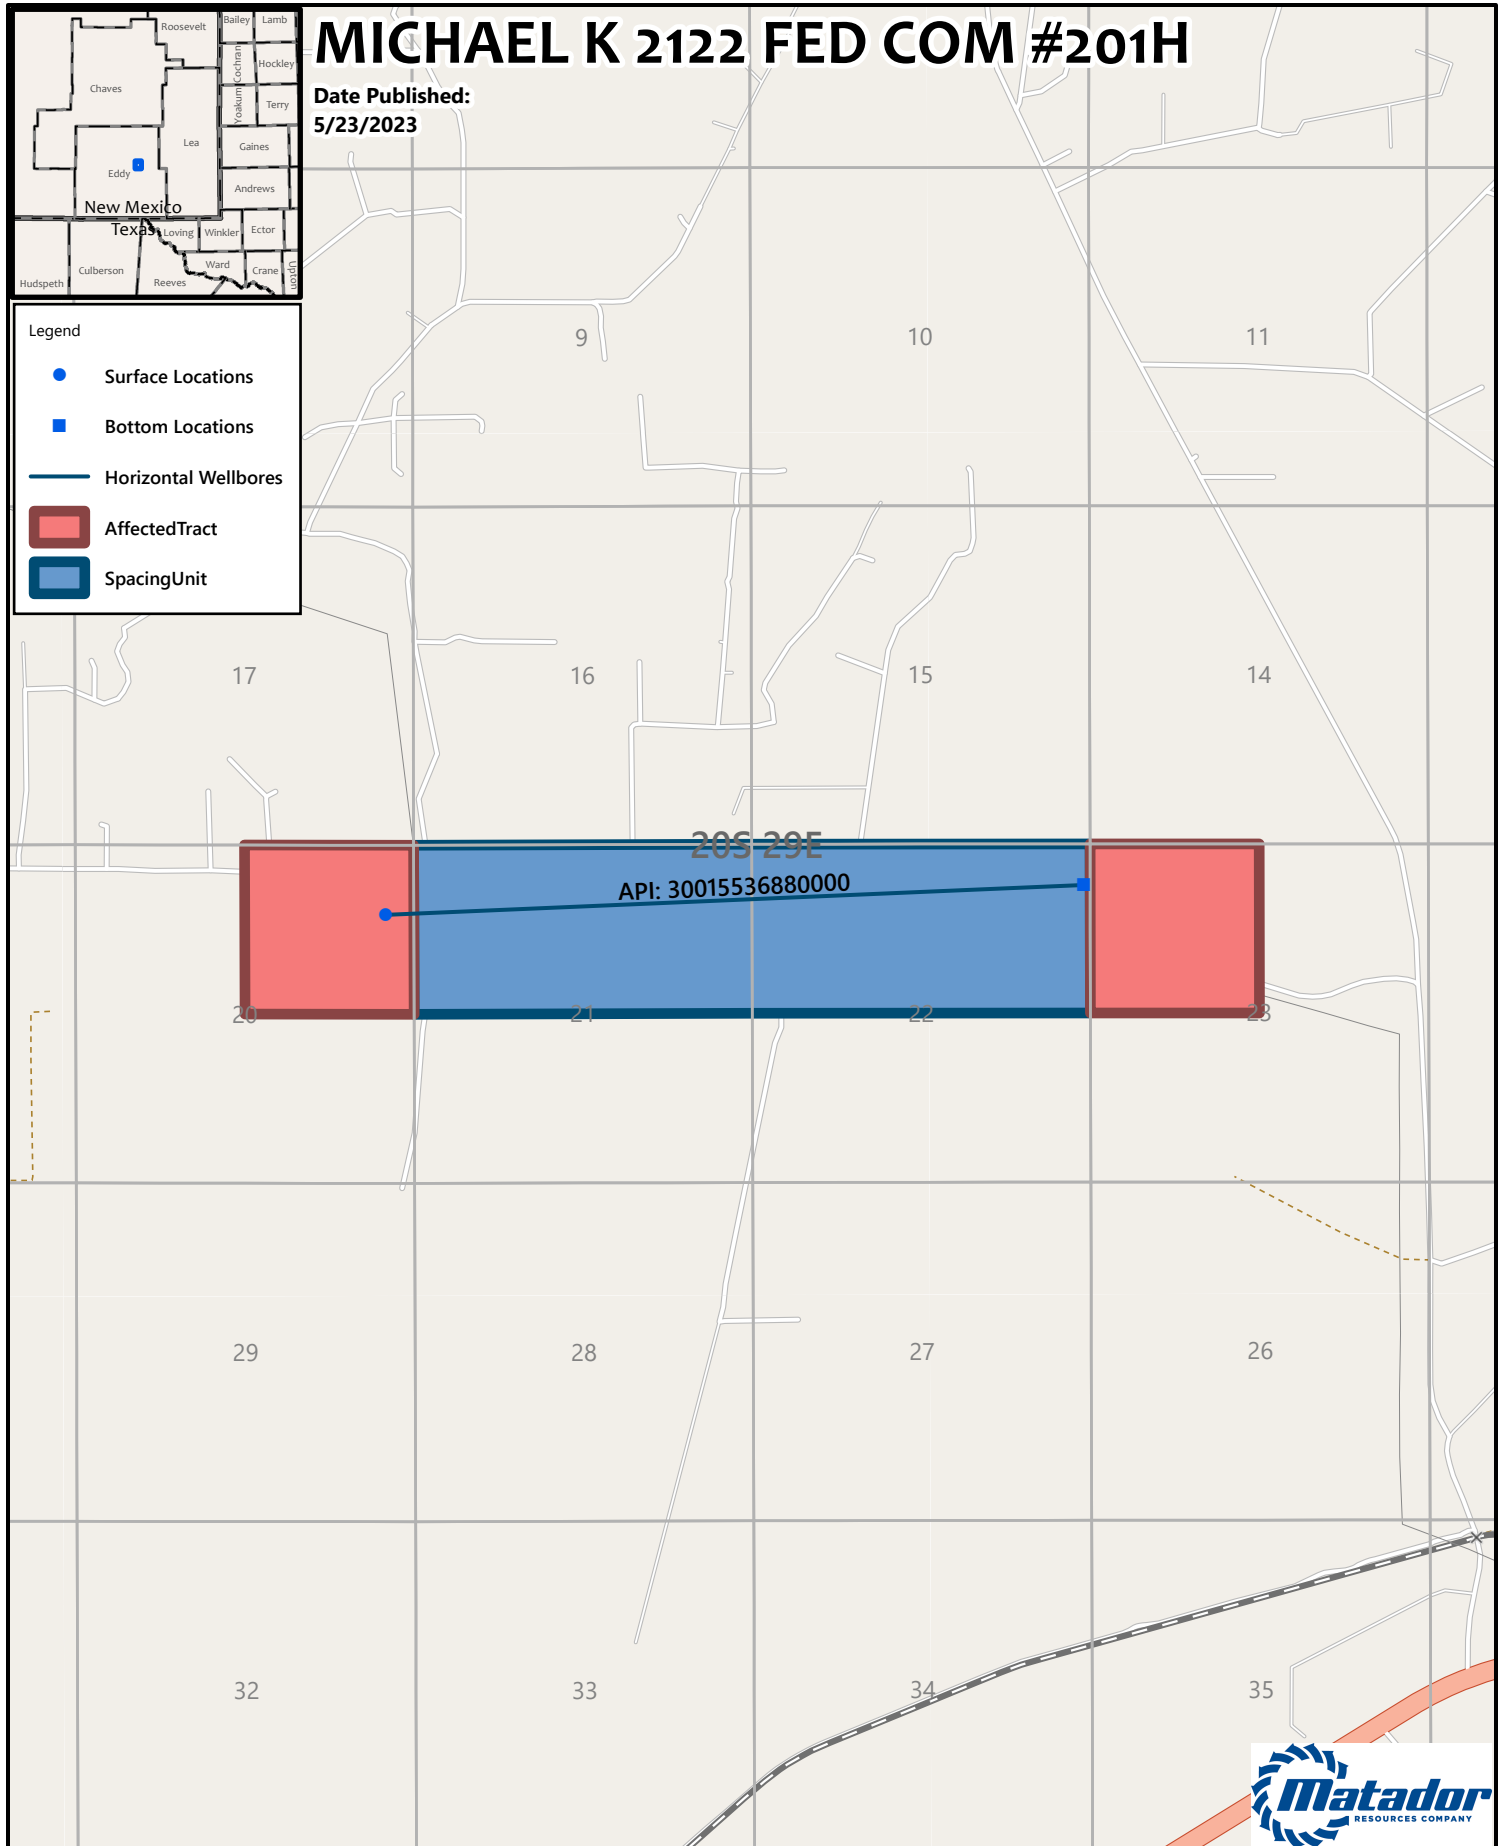 MICHAEL K 2122 FED COM #201H
Date Published:
5/23/2023
Roosevelt
Bailey
Lamb
Chaves
Cochran
Hockley
Yoakum
Terry
Lea
Gaines
Eddy
Andrews
New Mexico
Texas
Loving
Winkler
Ector
Hudspeth
Culberson
Reeves
Ward
Crane
Upton
Legend
Surface Locations
Bottom Locations
Horizontal Wellbores
AffectedTract
SpacingUnit
9
10
11
17
16
15
14
20S 29E
API: 30015536880000
20
21
22
23
29
28
27
26
32
33
34
35
Matador
RESOURCES COMPANY